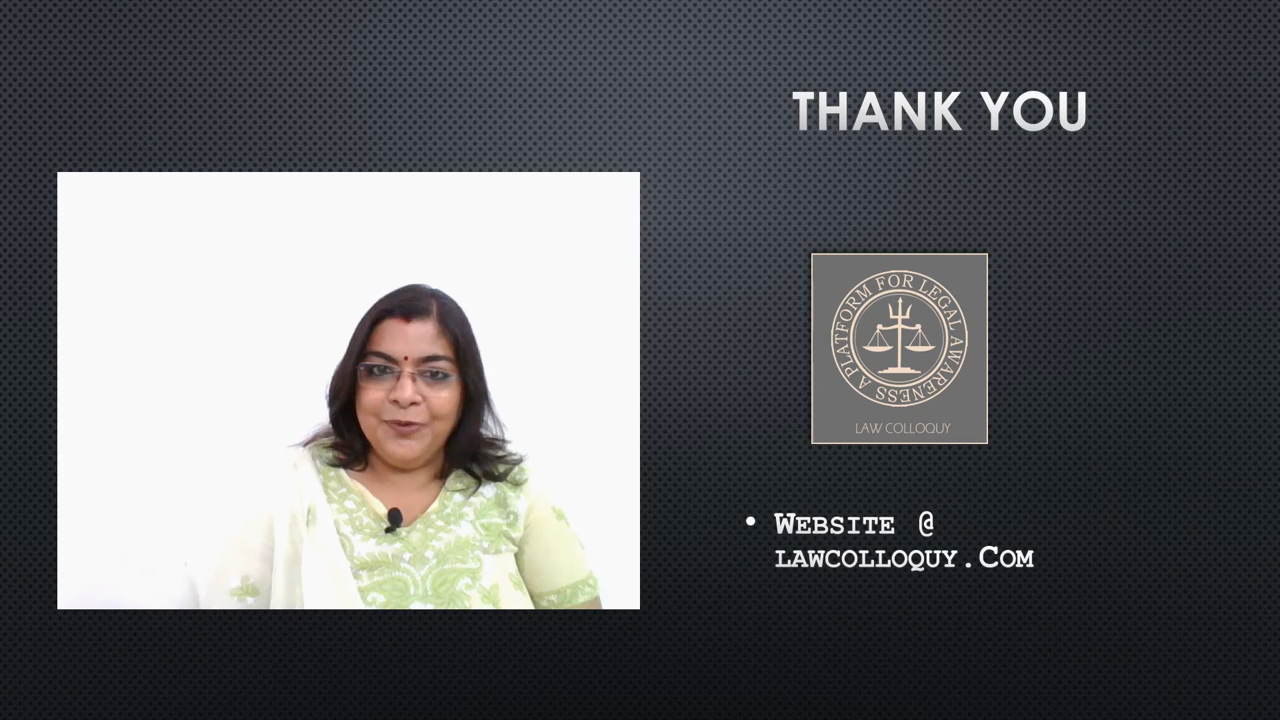 THANK YOU
A PLATFORM FOR LEGAL AWARENESS
LAW COLLOQUY
• WEBSITE @
LAWCOLLOQUY.COM